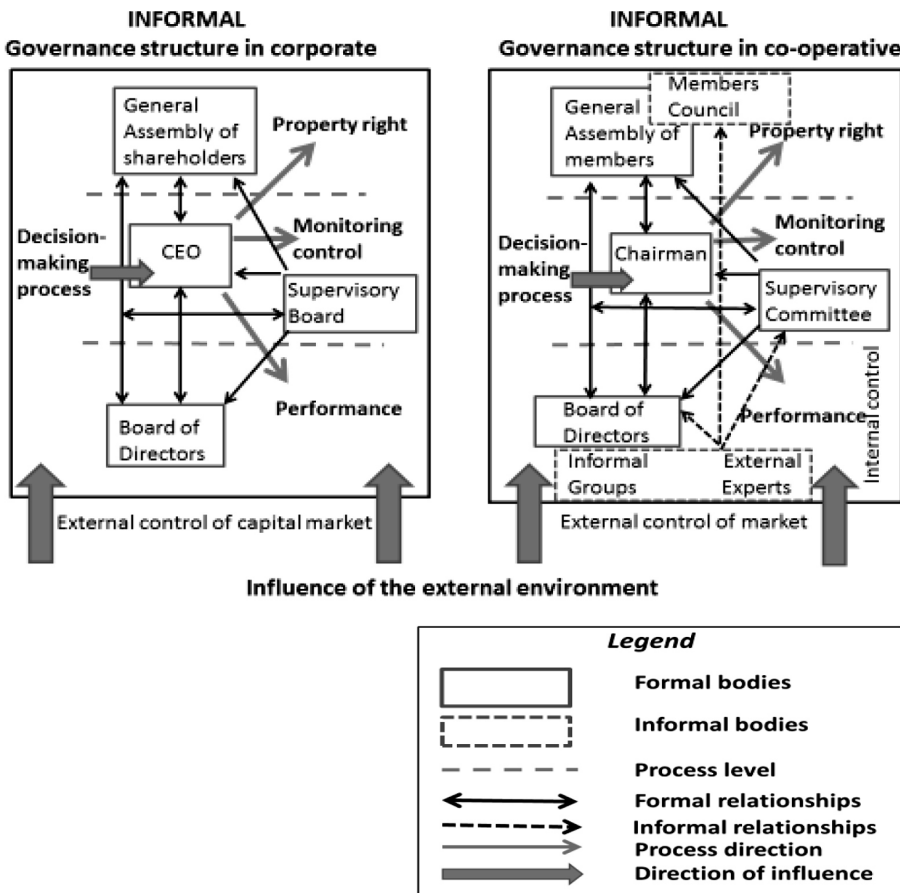 INFORMAL
Governance structure in corporate
General
Assembly of
shareholders
Property right
Decision-
making
process
CEO
Monitoring
control
Supervisory
Board
Performance
Board of
Directors
External control of capital market
INFORMAL
Governance structure in co-operative
Members
Council
General
Assembly of
members
Property right
Decision-
making
process
Chairman
Monitoring
control
Supervisory
Committee
Performance
Internal control
Board of
Directors
Informal
Groups
External
Experts
External control of market
Influence of the external environment
Legend
Formal bodies
Informal bodies
Process level
Formal relationships
Informal relationships
Process direction
Direction of influence